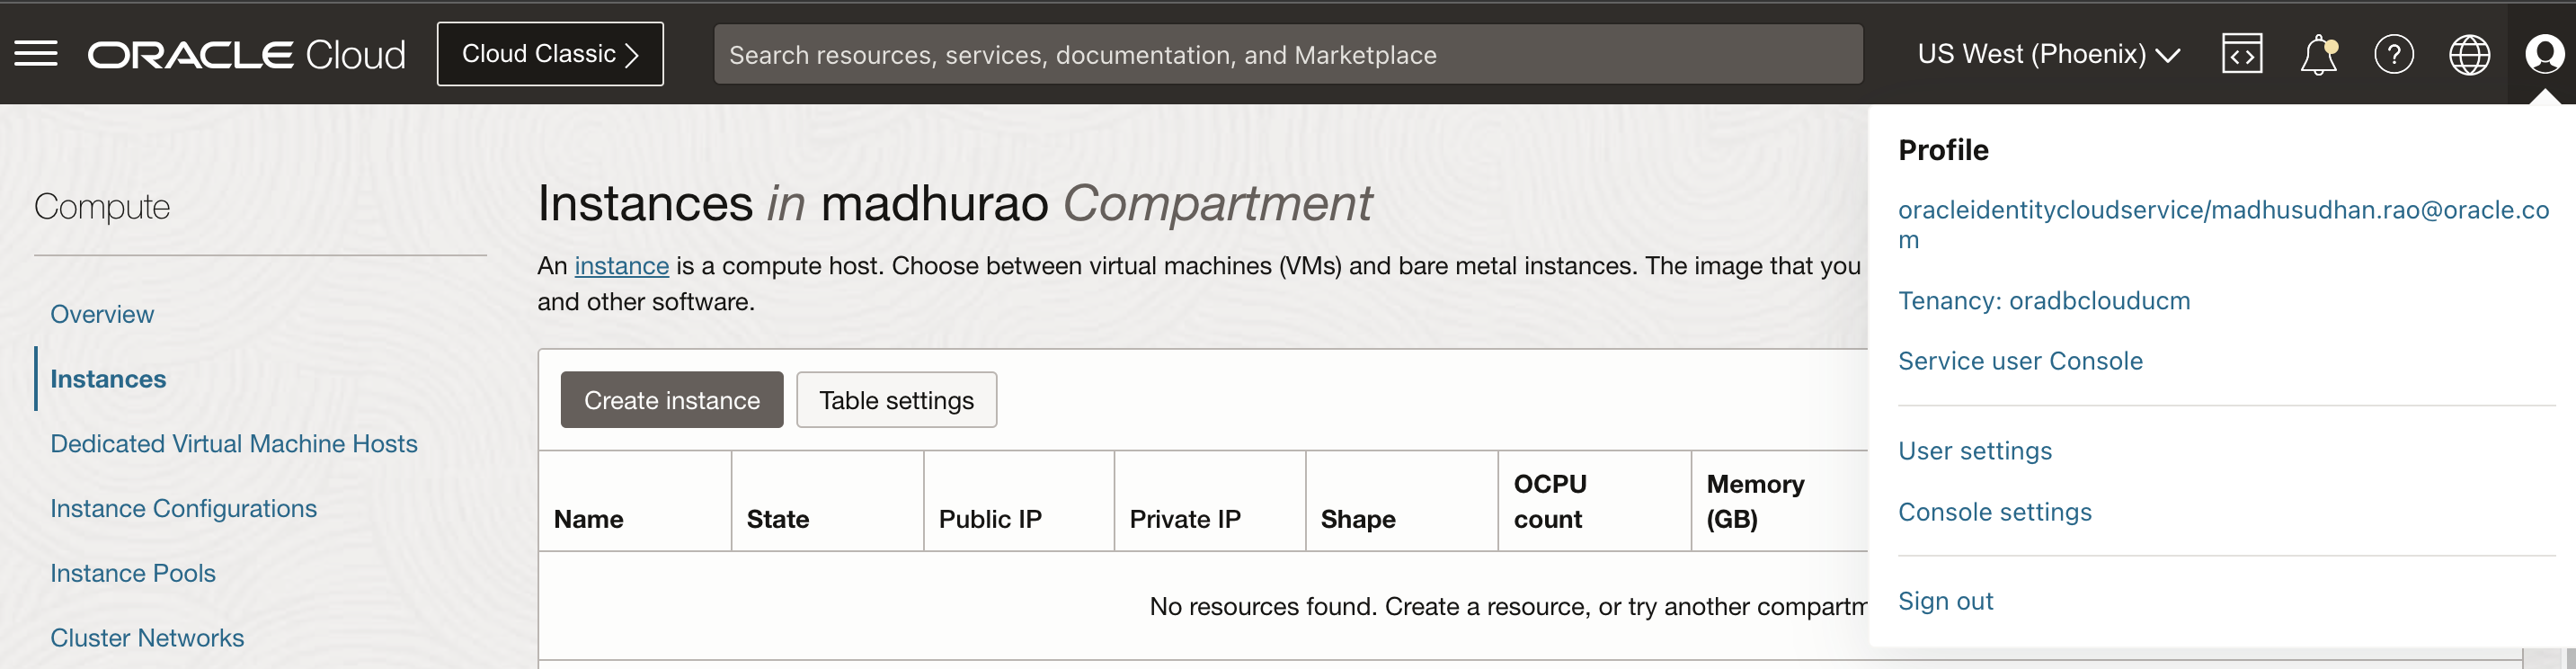 ORACLE Cloud
Cloud Classic
Search resources, services, documentation, and Marketplace
US West (Phoenix)
Profile
oracleidentitycloudservice/madhusudhan.rao@oracle.co
m
Tenancy: oradbclouducm
Service user Console
User settings
Console settings
Sign out
Compute
Overview
Instances
Dedicated Virtual Machine Hosts
Instance Configurations
Instance Pools
Cluster Networks
Instances in madhurao Compartment
An instance is a compute host. Choose between virtual machines (VMs) and bare metal instances. The image that you
and other software.
Create instance
Table settings
Name
State
Public IP
Private IP
Shape
OCPU
count
Memory
(GB)
No resources found. Create a resource, or try another compartm